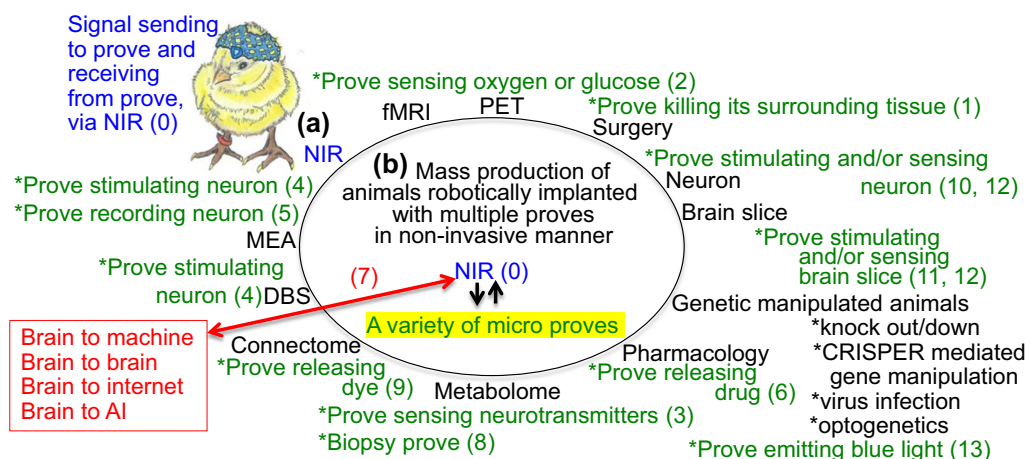 Signal sending
to prove and
receiving
from prove,
via NIR (0)
(a)
NIR
*Prove sensing oxygen or glucose (2)
fMRI
PET
*Prove killing its surrounding tissue (1)
Surgery
*Prove stimulating and/or sensing
neuron (10, 12)
Neuron
Brain slice
*Prove stimulating
and/or sensing
brain slice (11, 12)
Genetic manipulated animals
*knock out/down
*CRISPER mediated
gene manipulation
*virus infection
*optogenetics
*Prove emitting blue light (13)
Pharmacology
*Prove releasing
drug (6)
Metabolome
*Prove sensing neurotransmitters (3)
*Biopsy prove (8)
Connectome
*Prove releasing
dye (9)
*Prove stimulating
neuron (4)
DBS
MEA
*Prove stimulating neuron (4)
*Prove recording neuron (5)
(b) Mass production of
animals robotically implanted
with multiple proves
in non-invasive manner
NIR (0)
A variety of micro proves
(7)
Brain to machine
Brain to brain
Brain to internet
Brain to AI